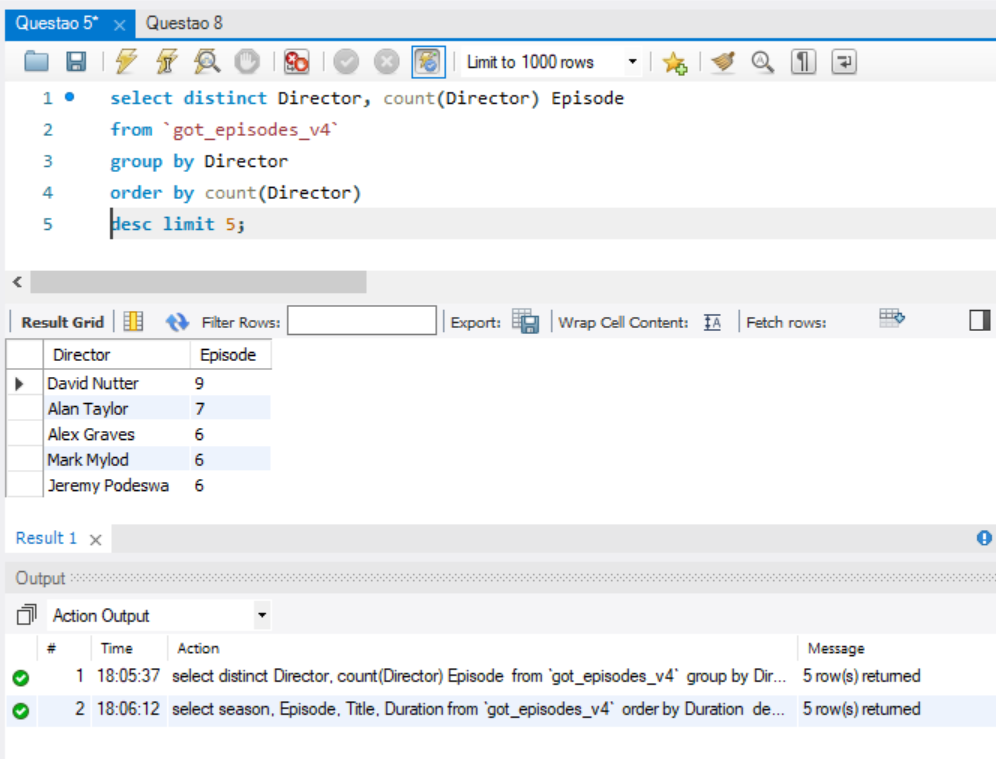 Questao 5* × Questao 8
Limit to 1000 rows
1 select distinct Director, count(Director) Episode
2 from `got_episodes_v4`
3 group by Director
4 order by count(Director)
5 desc limit 5;
Result Grid Filter Rows: Export: Wrap Cell Content: Fetch rows:
Director Episode
David Nutter 9
Alan Taylor 7
Alex Graves 6
Mark Mylod 6
Jeremy Podeswa 6
Result 1 ×
Output
Action Output
# Time Action Message
1 18:05:37 select distinct Director, count(Director) Episode from `got_episodes_v4` group by Dir... 5 row(s) returned
2 18:06:12 select season, Episode, Title, Duration from `got_episodes_v4` order by Duration de... 5 row(s) returned